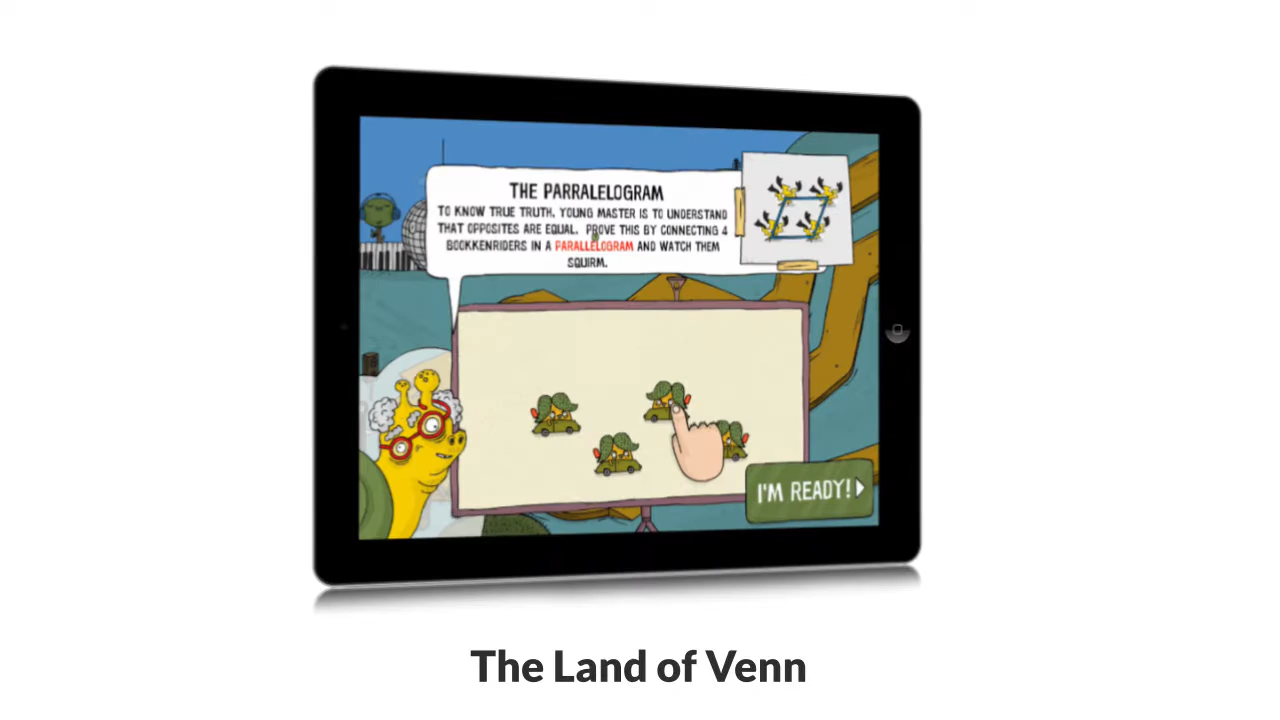 THE PARRALELOGRAM
TO KNOW TRUE TRUTH, YOUNG MASTER IS TO UNDERSTAND
THAT OPPOSITES ARE EQUAL. PROVE THIS BY CONNECTING 4
BOOKKENRIDERS IN A PARALLELOGRAM AND WATCH THEM
SQUIRM.
I'M READY!
The Land of Venn